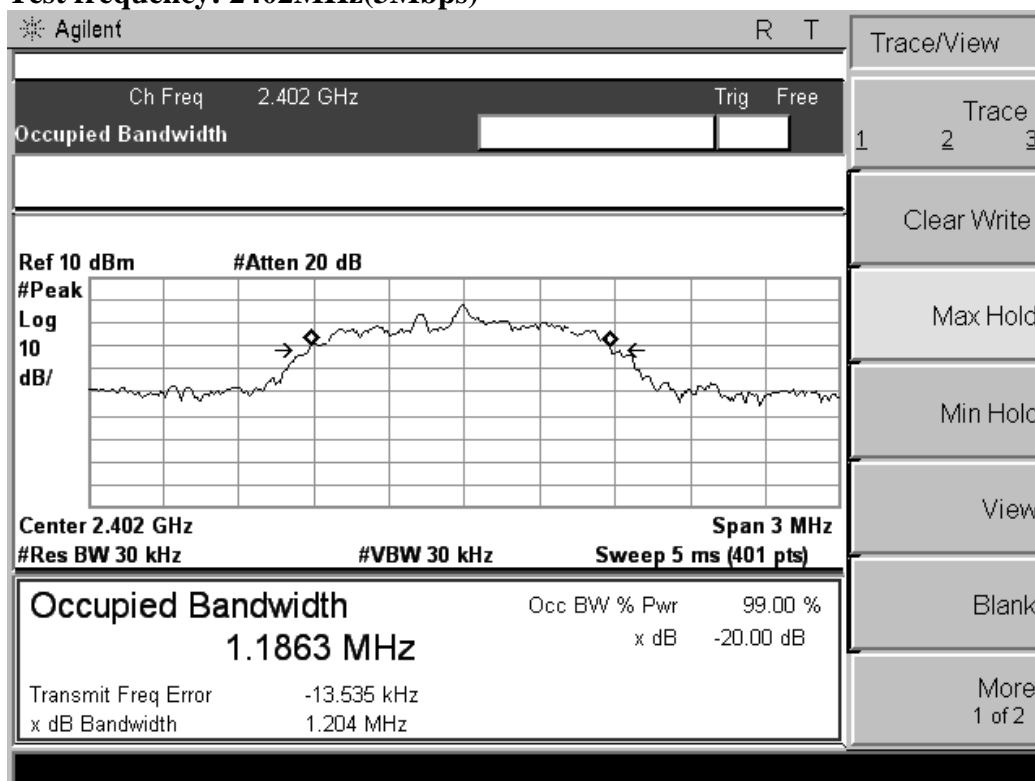 Test frequency: 2402MHz(3Mbps)
Agilent R T
Trace/View
Ch Freq 2.402 GHz Trig Free
Occupied Bandwidth
Trace
1 2 3
Clear Write
Ref 10 dBm #Atten 20 dB
#Peak
Log
10
dB/
Max Hold
Min Hold
View
Center 2.402 GHz Span 3 MHz
#Res BW 30 kHz #VBW 30 kHz Sweep 5 ms (401 pts)
Occupied Bandwidth Occ BW % Pwr 99.00 %
1.1863 MHz x dB -20.00 dB
Blank
Transmit Freq Error -13.535 kHz
x dB Bandwidth 1.204 MHz
More
1 of 2